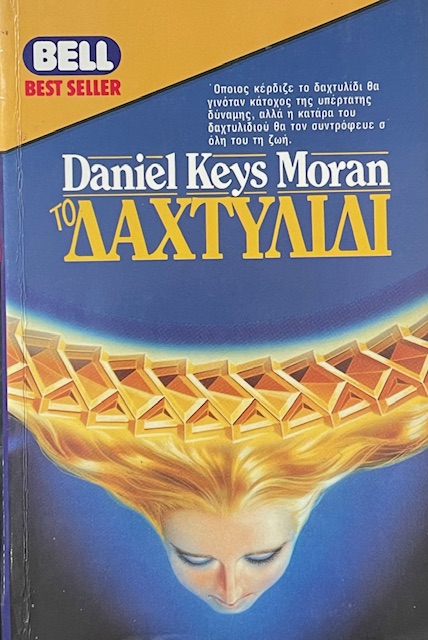 BELL
BEST SELLER
Όποιος κέρδιζε το δαχτυλίδι θα
γινόταν κάτοχος της υπέρτατης
δύναμης, αλλά η κατάρα του
δαχτυλιδιού θα τον συντρόφευε σ'
όλη του τη ζωή.
Daniel Keys Moran
ΤΟ ΔΑΧΤΥΛΙΔΙ